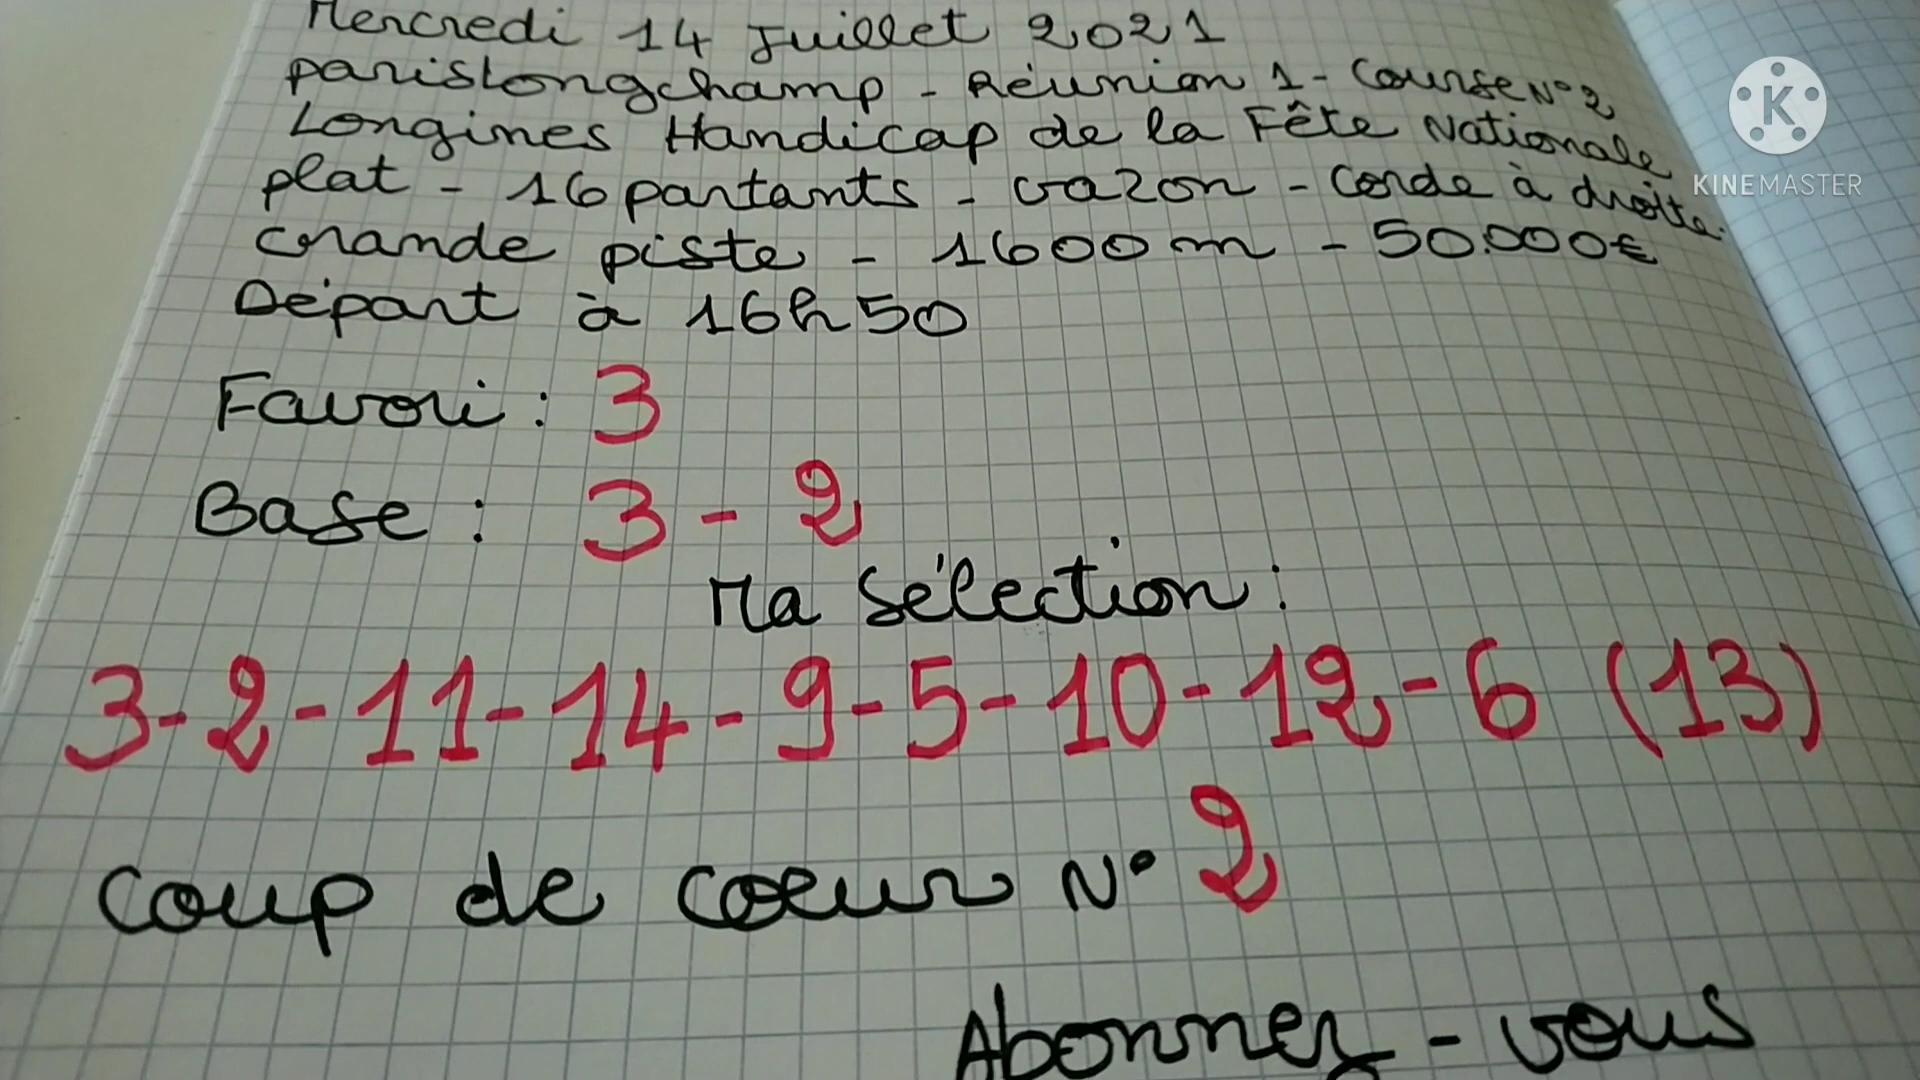 Mercredi 14 Juillet 2021
parisLongchamp - Réunion 1 - Course N° 2
Longines Handicap de la Fête Nationale
plat - 16 partants - Gazon - Corde à droite.
Grande piste - 1600 m - 50.000€
Départ à 16h50
Favori : 3
Base : 3 - 2
Ma Sélection :
3-2-11-14-9-5-10-12-6 (13)
Coup de cœur N° 2
Abonnez-vous
K
KINEMASTER